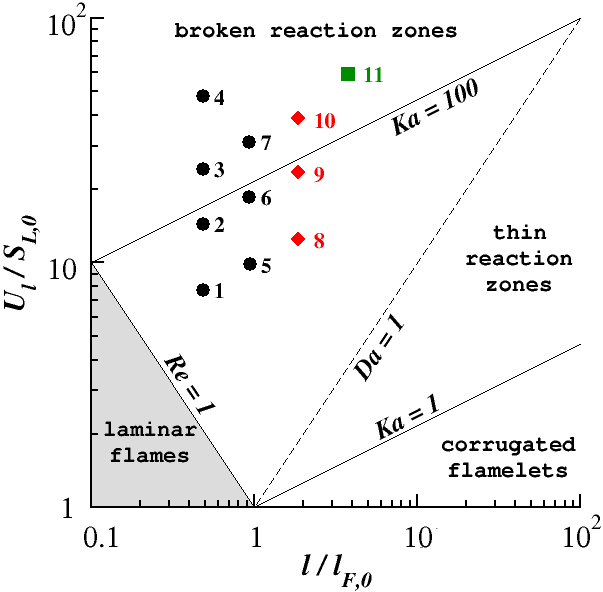 10²
broken reaction zones
11
4
10
Ka = 100
7
3
9
6
2
8
thin
reaction
zones
U_l / S_L,0
10
5
1
Re = 1
Da = 1
Ka = 1
laminar
flames
corrugated
flamelets
1
0.1
1
10
10²
l / l_F,0